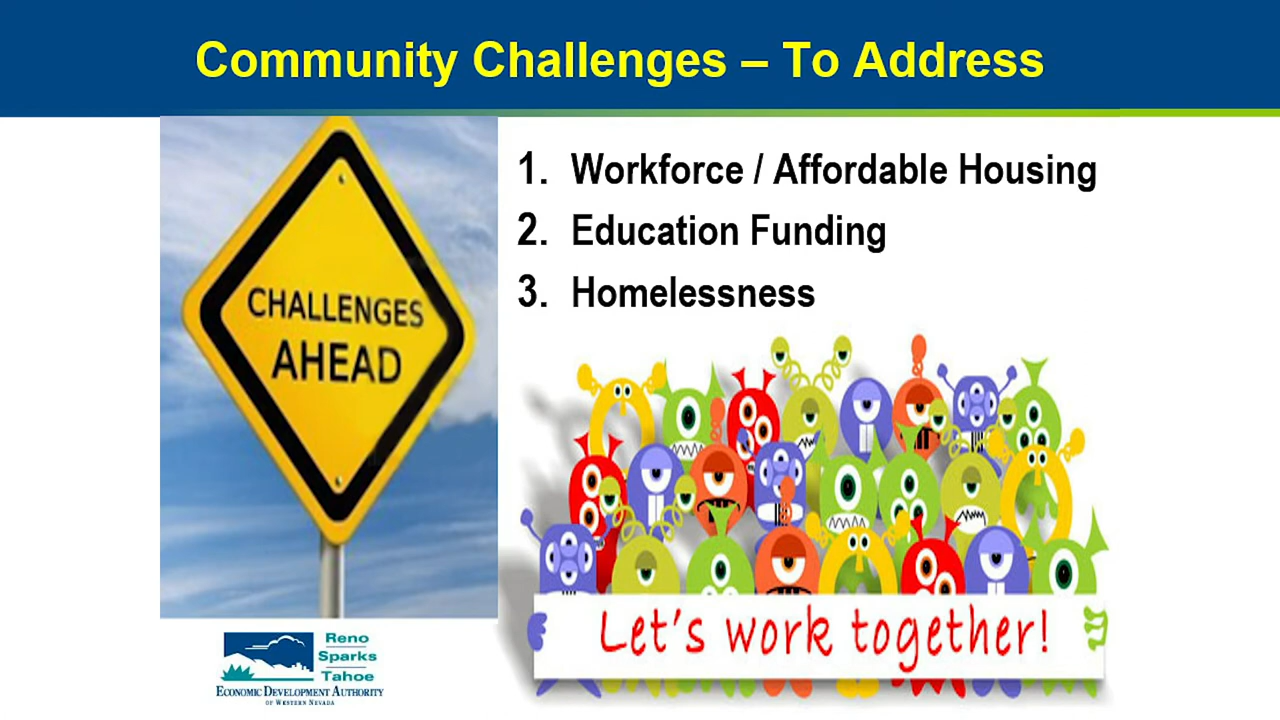 Community Challenges – To Address
1. Workforce / Affordable Housing
2. Education Funding
3. Homelessness
CHALLENGES
AHEAD
Let's work together!
Reno
Sparks
Tahoe
ECONOMIC DEVELOPMENT AUTHORITY
OF WESTERN NEVADA